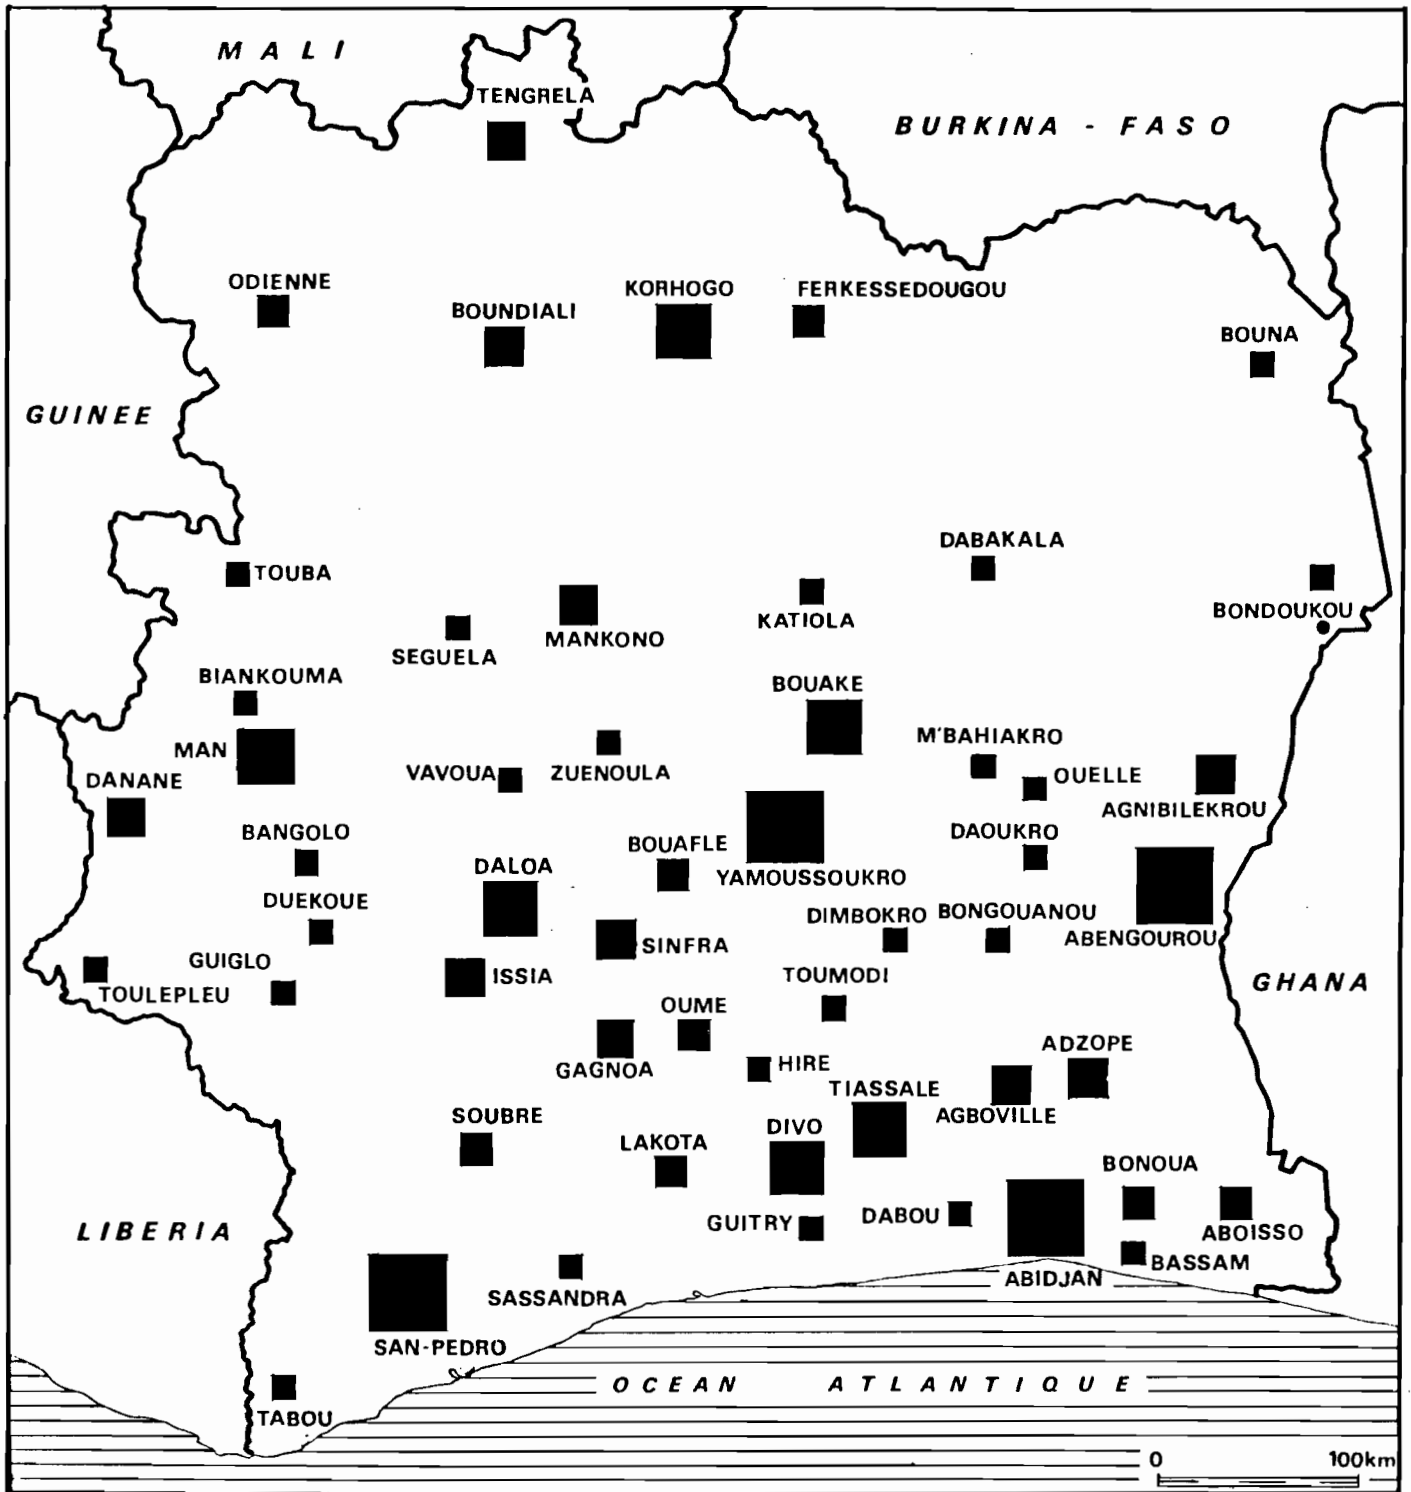 MALI
TENGRELA
BURKINA - FASO
ODIENNE
KORHOGO
FERKESSEDOUGOU
BOUNDIALI
BOUNA
GUINEE
DABAKALA
TOUBA
BONDOUKOU
KATIOLA
MANKONO
SEGUELA
BIANKOUMA
BOUAKE
M'BAHIAKRO
MAN
VAVOUA
ZUENOULA
OUELLE
DANANE
AGNIBILEKROU
BANGOLO
DAOUKRO
BOUAFLE
DALOA
YAMOUSSOUKRO
DUEKOUE
DIMBOKRO
BONGOUANOU
ABENGOUROU
SINFRA
GUIGLO
ISSIA
TOUMODI
GHANA
TOULEPLEU
OUME
ADZOPE
HIRE
GAGNOA
TIASSALE
SOUBRE
AGBOVILLE
DIVO
LAKOTA
BONOUA
DABOU
GUITRY
LIBERIA
ABOISSO
BASSAM
ABIDJAN
SASSANDRA
SAN-PEDRO
OCEAN ATLANTIQUE
TABOU
0 100km